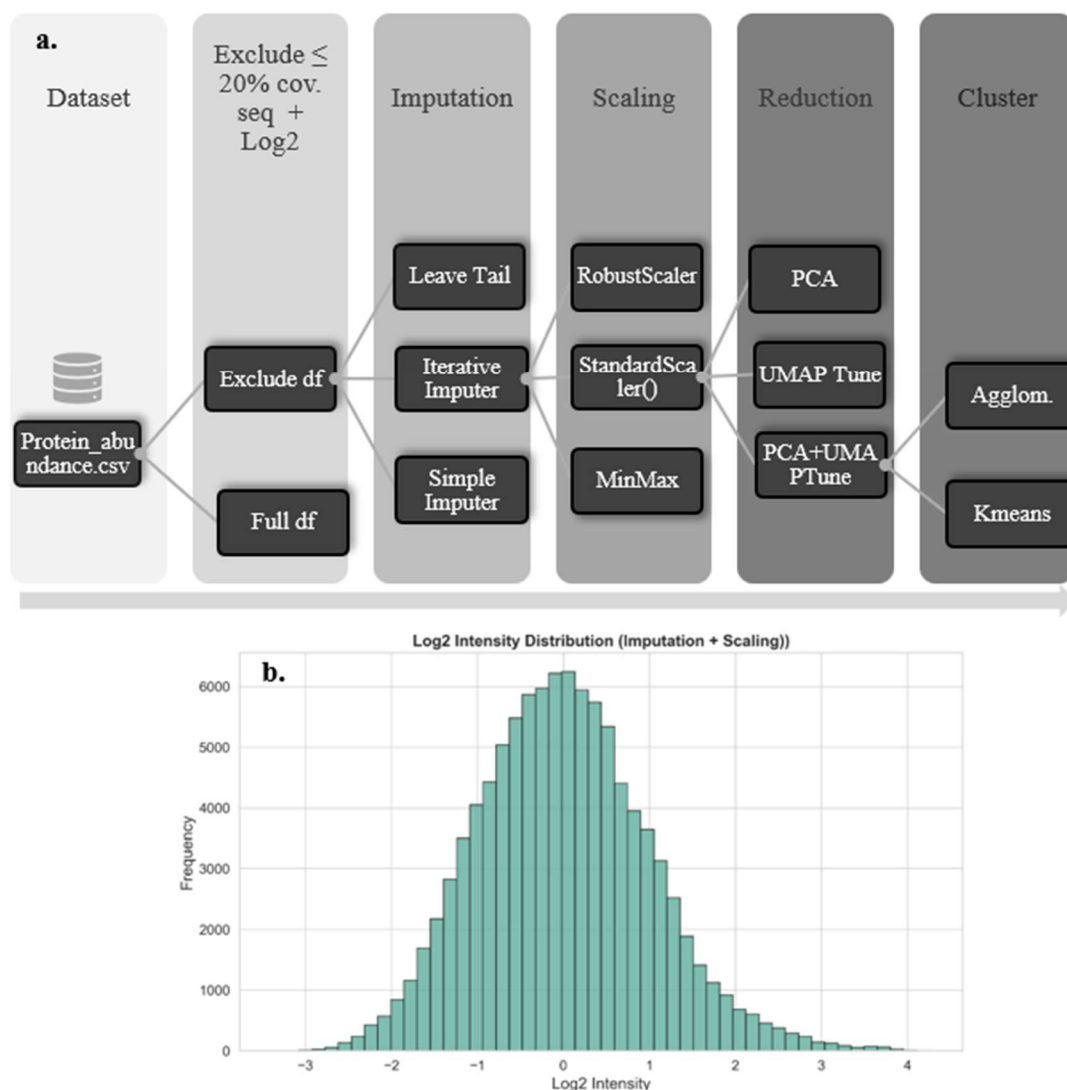 a.
Dataset
Exclude ≤
20% cov.
seq +
Log2
Imputation
Scaling
Reduction
Cluster
Leave Tail
RobustScaler
PCA
Exclude df
Iterative
Imputer
StandardSca
ler()
UMAP Tune
Agglom.
Protein_abu
ndance.csv
Simple
Imputer
MinMax
PCA+UMA
PTune
Full df
Kmeans
Log2 Intensity Distribution (Imputation + Scaling))
b.
6000
5000
4000
3000
2000
1000
0
Frequency
−3
−2
−1
0
1
2
3
4
Log2 Intensity